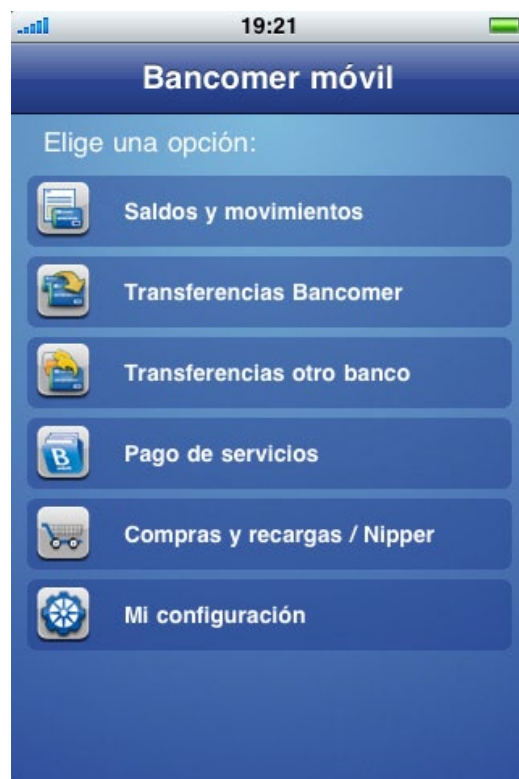 19:21
Bancomer móvil
Elige una opción:
Saldos y movimientos
Transferencias Bancomer
Transferencias otro banco
B
Pago de servicios
Compras y recargas / Nipper
Mi configuración